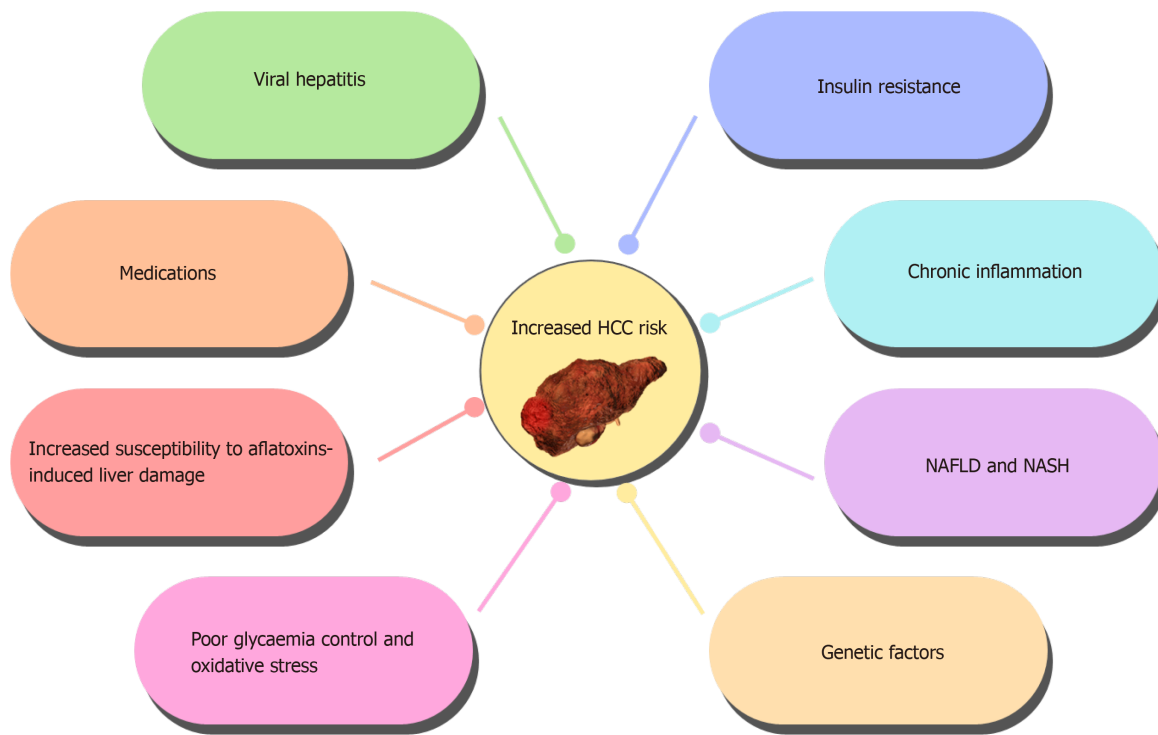 Viral hepatitis
Insulin resistance
Medications
Chronic inflammation
Increased HCC risk
Increased susceptibility to aflatoxins-
induced liver damage
NAFLD and NASH
Poor glycaemia control and
oxidative stress
Genetic factors